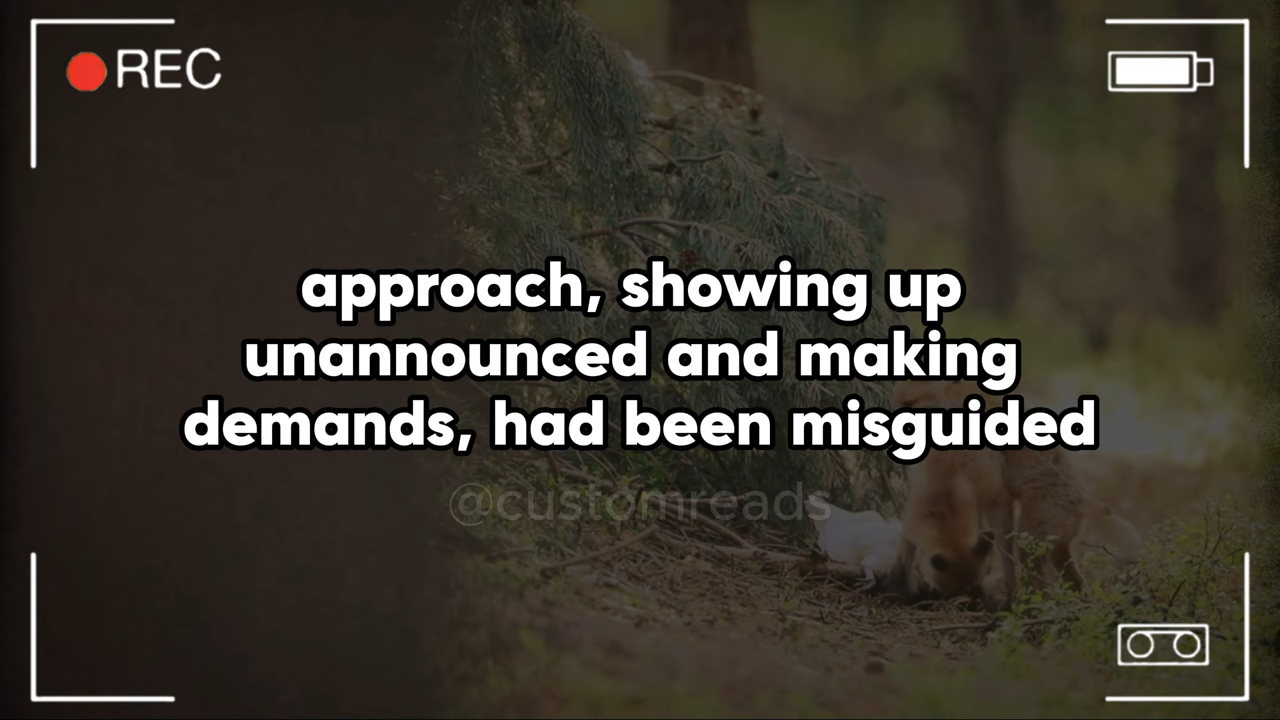 REC
approach, showing up
unannounced and making
demands, had been misguided
@customreads